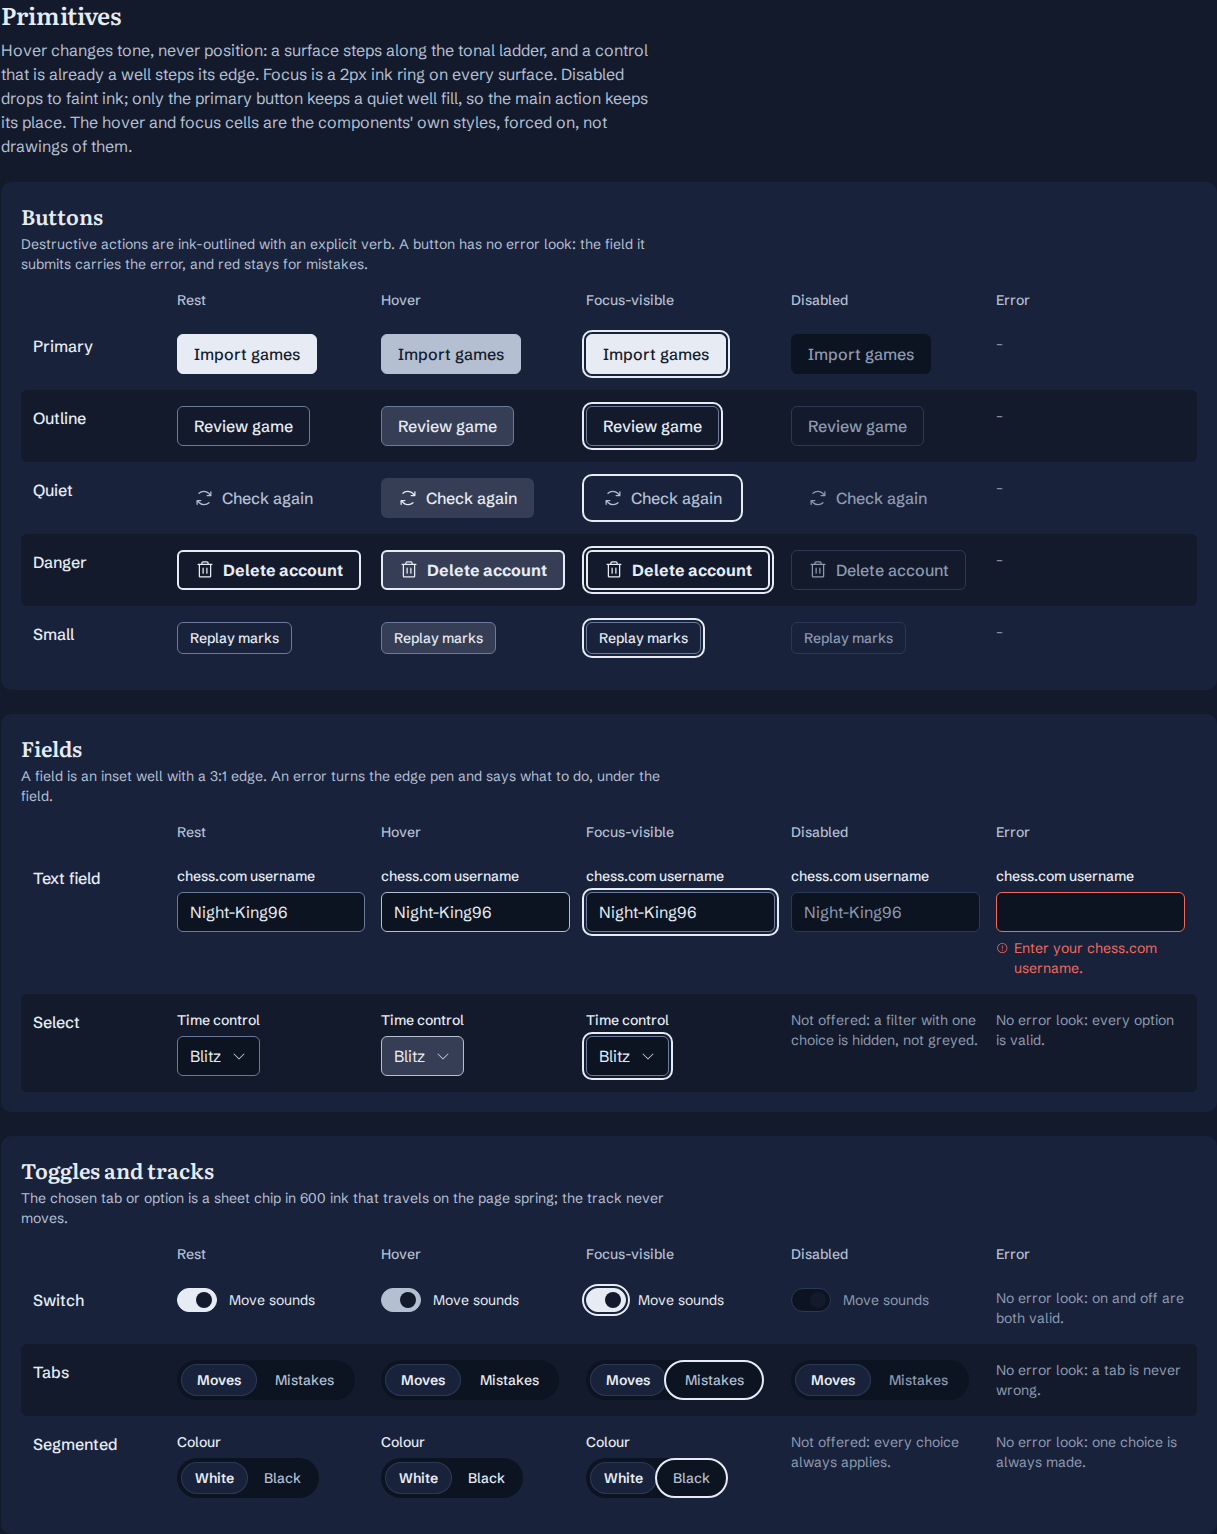 Primitives
Hover changes tone, never position: a surface steps along the tonal ladder, and a control
that is already a well steps its edge. Focus is a 2px ink ring on every surface. Disabled
drops to faint ink; only the primary button keeps a quiet well fill, so the main action keeps
its place. The hover and focus cells are the components' own styles, forced on, not
drawings of them.
Buttons
Destructive actions are ink-outlined with an explicit verb. A button has no error look: the field it
submits carries the error, and red stays for mistakes.
Rest Hover Focus-visible Disabled Error
Primary Import games Import games Import games Import games -
Outline Review game Review game Review game Review game -
Quiet Check again Check again Check again Check again -
Danger Delete account Delete account Delete account Delete account -
Small Replay marks Replay marks Replay marks Replay marks -
Fields
A field is an inset well with a 3:1 edge. An error turns the edge pen and says what to do, under the
field.
Rest Hover Focus-visible Disabled Error
Text field chess.com username chess.com username chess.com username chess.com username chess.com username
Night-King96 Night-King96 Night-King96 Night-King96
Enter your chess.com
username.
Select Time control Time control Time control Not offered: a filter with one No error look: every option
choice is hidden, not greyed. is valid.
Blitz Blitz Blitz
Toggles and tracks
The chosen tab or option is a sheet chip in 600 ink that travels on the page spring; the track never
moves.
Rest Hover Focus-visible Disabled Error
Switch Move sounds Move sounds Move sounds Move sounds No error look: on and off are
both valid.
Tabs Moves Mistakes Moves Mistakes Moves Mistakes Moves Mistakes No error look: a tab is never
wrong.
Segmented Colour Colour Colour Not offered: every choice No error look: one choice is
always applies. always made.
White Black White Black White Black